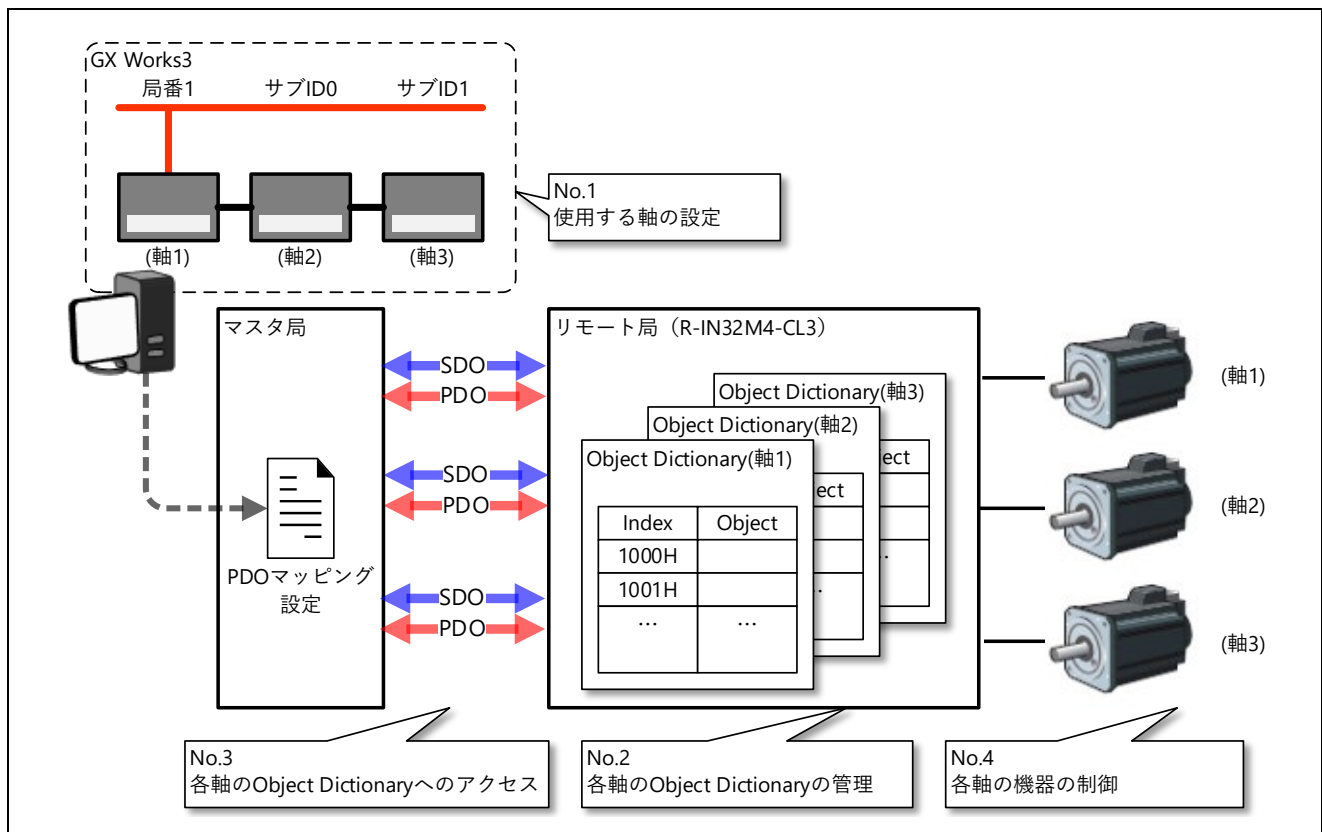 GX Works3
局番1 サブID0 サブID1
(軸1) (軸2) (軸3)
No.1
使用する軸の設定
マスタ局
PDOマッピング
設定
SDO
PDO
SDO
PDO
SDO
PDO
リモート局（R-IN32M4-CL3）
Object Dictionary(軸3)
ect
…
Object Dictionary(軸2)
ect
…
Object Dictionary(軸1)
Index Object
1000H
1001H
… …
(軸1)
(軸2)
(軸3)
No.3
各軸のObject Dictionaryへのアクセス
No.2
各軸のObject Dictionaryの管理
No.4
各軸の機器の制御